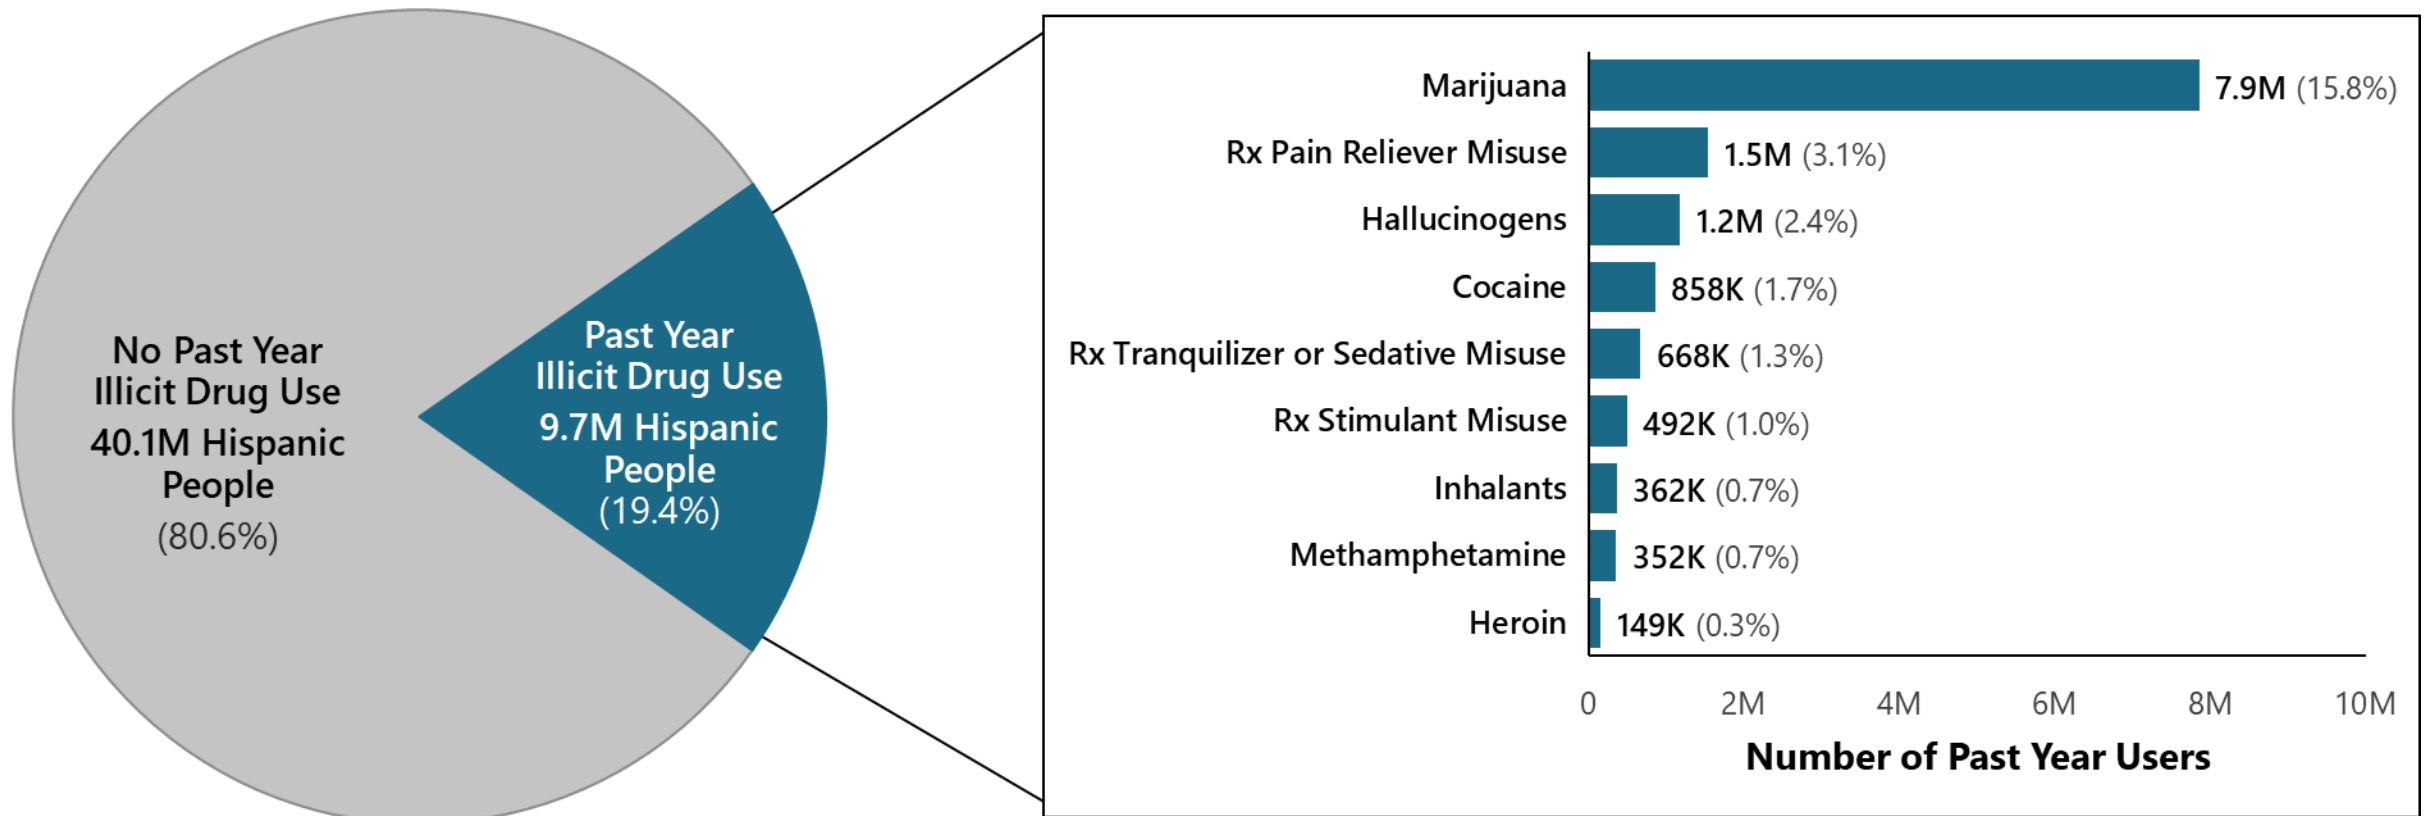 No Past Year
Illicit Drug Use
40.1M Hispanic
People
(80.6%)
Past Year
Illicit Drug Use
9.7M Hispanic
People
(19.4%)
Marijuana 7.9M (15.8%)
Rx Pain Reliever Misuse 1.5M (3.1%)
Hallucinogens 1.2M (2.4%)
Cocaine 858K (1.7%)
Rx Tranquilizer or Sedative Misuse 668K (1.3%)
Rx Stimulant Misuse 492K (1.0%)
Inhalants 362K (0.7%)
Methamphetamine 352K (0.7%)
Heroin 149K (0.3%)
0 2M 4M 6M 8M 10M
Number of Past Year Users